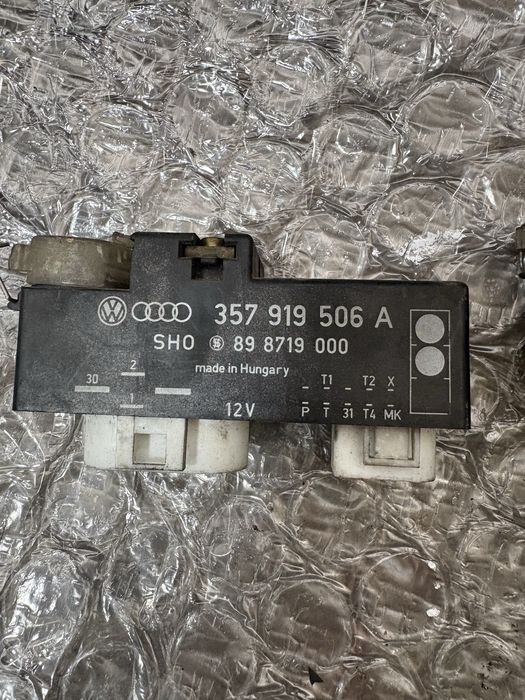 VW 357 919 506 A
SHO 89 8719 000
made in Hungary
2
30
1
12V
T1 T2 X
P T 31 T4 MK